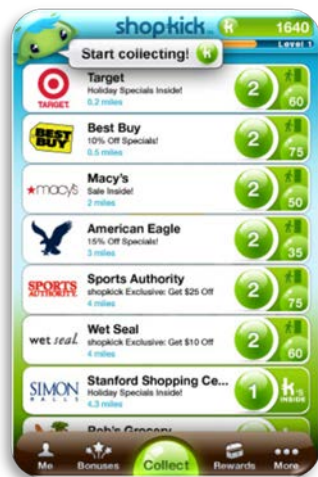 shopkick
k 1640
Level 1
Start collecting! k
TARGET
Target
Holiday Specials Inside!
0.2 miles
2
60
BEST BUY
Best Buy
10% Off Specials!
0.5 miles
2
75
★macy's
Macy's
Sale Inside!
2 miles
2
50
American Eagle
15% Off Specials!
3 miles
2
35
SPORTS AUTHORITY
Sports Authority
shopkick Exclusive: Get $25 Off
4 miles
2
75
wet seal.
Wet Seal
shopkick Exclusive: Get $10 Off
4 miles
2
60
SIMON MALLS
Stanford Shopping Ce...
Holiday Specials Inside!
4.3 miles
1
k's INSIDE
Bob's Grocery
Me
Bonuses
Collect
Rewards
More